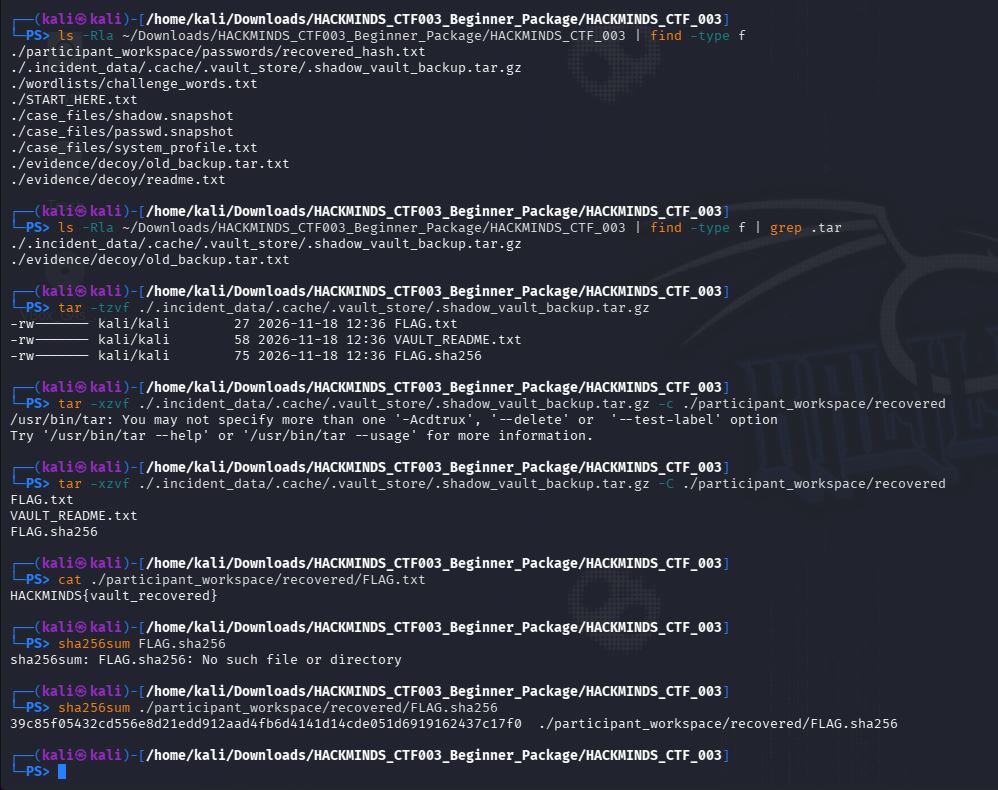 ┌──(kali㉿kali)-[/home/kali/Downloads/HACKMINDS_CTF003_Beginner_Package/HACKMINDS_CTF_003]
└─PS> ls -Rla ~/Downloads/HACKMINDS_CTF003_Beginner_Package/HACKMINDS_CTF_003 | find -type f
./participant_workspace/passwords/recovered_hash.txt
./.incident_data/.cache/.vault_store/.shadow_vault_backup.tar.gz
./wordlists/challenge_words.txt
./START_HERE.txt
./case_files/shadow.snapshot
./case_files/passwd.snapshot
./case_files/system_profile.txt
./evidence/decoy/old_backup.tar.txt
./evidence/decoy/readme.txt
┌──(kali㉿kali)-[/home/kali/Downloads/HACKMINDS_CTF003_Beginner_Package/HACKMINDS_CTF_003]
└─PS> ls -Rla ~/Downloads/HACKMINDS_CTF003_Beginner_Package/HACKMINDS_CTF_003 | find -type f | grep .tar
./.incident_data/.cache/.vault_store/.shadow_vault_backup.tar.gz
./evidence/decoy/old_backup.tar.txt
┌──(kali㉿kali)-[/home/kali/Downloads/HACKMINDS_CTF003_Beginner_Package/HACKMINDS_CTF_003]
└─PS> tar -tzvf ./.incident_data/.cache/.vault_store/.shadow_vault_backup.tar.gz
-rw------- kali/kali        27 2026-11-18 12:36 FLAG.txt
-rw------- kali/kali        58 2026-11-18 12:36 VAULT_README.txt
-rw------- kali/kali        75 2026-11-18 12:36 FLAG.sha256
┌──(kali㉿kali)-[/home/kali/Downloads/HACKMINDS_CTF003_Beginner_Package/HACKMINDS_CTF_003]
└─PS> tar -xzvf ./.incident_data/.cache/.vault_store/.shadow_vault_backup.tar.gz -c ./participant_workspace/recovered
/usr/bin/tar: You may not specify more than one '-Acdtrux', '--delete' or  '--test-label' option
Try '/usr/bin/tar --help' or '/usr/bin/tar --usage' for more information.
┌──(kali㉿kali)-[/home/kali/Downloads/HACKMINDS_CTF003_Beginner_Package/HACKMINDS_CTF_003]
└─PS> tar -xzvf ./.incident_data/.cache/.vault_store/.shadow_vault_backup.tar.gz -C ./participant_workspace/recovered
FLAG.txt
VAULT_README.txt
FLAG.sha256
┌──(kali㉿kali)-[/home/kali/Downloads/HACKMINDS_CTF003_Beginner_Package/HACKMINDS_CTF_003]
└─PS> cat ./participant_workspace/recovered/FLAG.txt
HACKMINDS{vault_recovered}
┌──(kali㉿kali)-[/home/kali/Downloads/HACKMINDS_CTF003_Beginner_Package/HACKMINDS_CTF_003]
└─PS> sha256sum FLAG.sha256
sha256sum: FLAG.sha256: No such file or directory
┌──(kali㉿kali)-[/home/kali/Downloads/HACKMINDS_CTF003_Beginner_Package/HACKMINDS_CTF_003]
└─PS> sha256sum ./participant_workspace/recovered/FLAG.sha256
39c85f05432cd556e8d21edd912aad4fb6d4141d14cde051d6919162437c17f0  ./participant_workspace/recovered/FLAG.sha256
┌──(kali㉿kali)-[/home/kali/Downloads/HACKMINDS_CTF003_Beginner_Package/HACKMINDS_CTF_003]
└─PS>